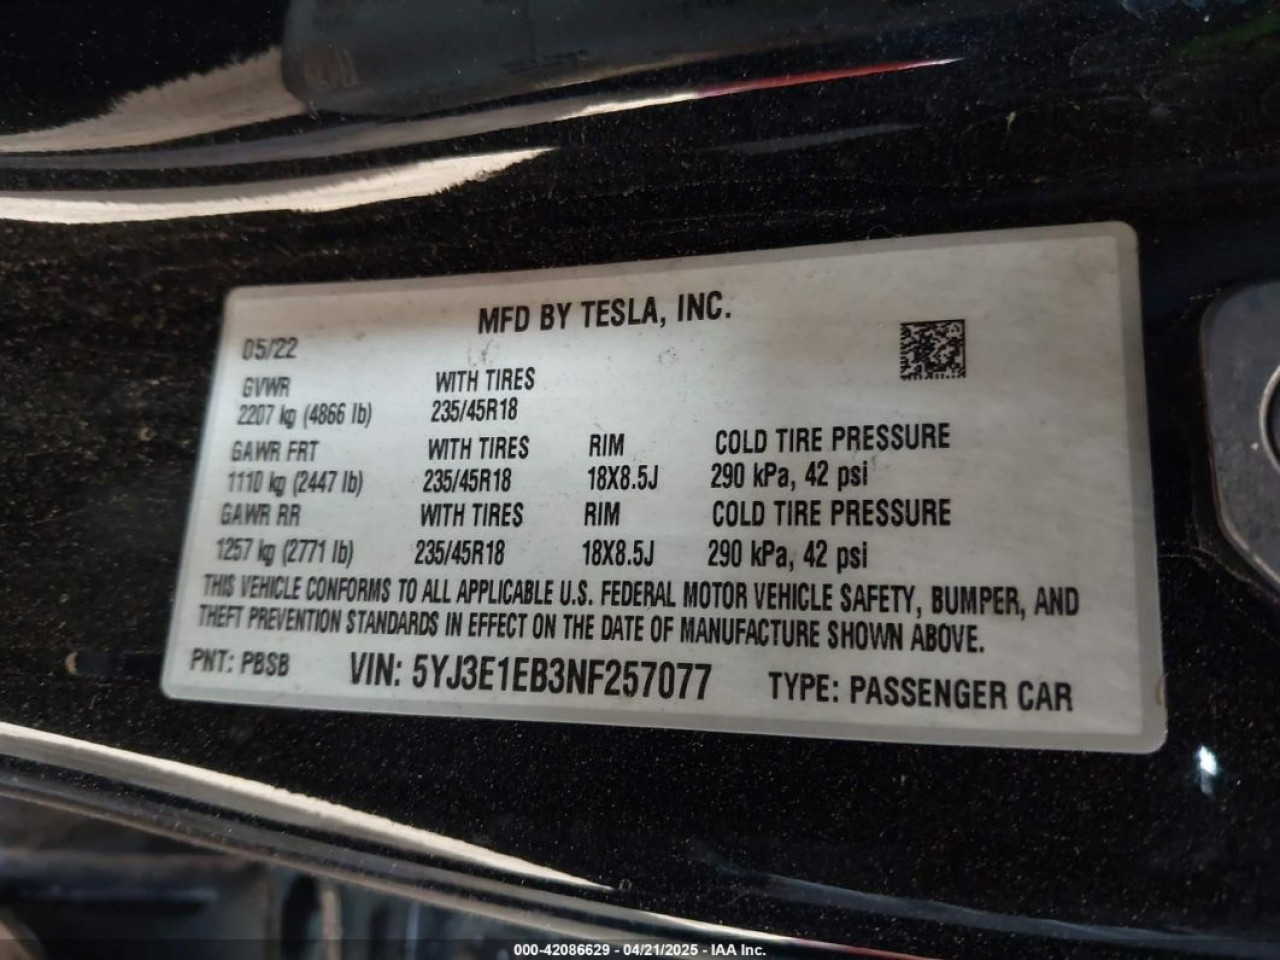 MFD BY TESLA, INC.
05/22
GVWR WITH TIRES
2207 kg (4866 lb) 235/45R18
GAWR FRT WITH TIRES RIM COLD TIRE PRESSURE
1110 kg (2447 lb) 235/45R18 18X8.5J 290 kPa, 42 psi
GAWR RR WITH TIRES RIM COLD TIRE PRESSURE
1257 kg (2771 lb) 235/45R18 18X8.5J 290 kPa, 42 psi
THIS VEHICLE CONFORMS TO ALL APPLICABLE U.S. FEDERAL MOTOR VEHICLE SAFETY, BUMPER, AND
THEFT PREVENTION STANDARDS IN EFFECT ON THE DATE OF MANUFACTURE SHOWN ABOVE.
PNT: PBSB VIN: 5YJ3E1EB3NF257077 TYPE: PASSENGER CAR
000-42086629 - 04/21/2025 - IAA Inc.